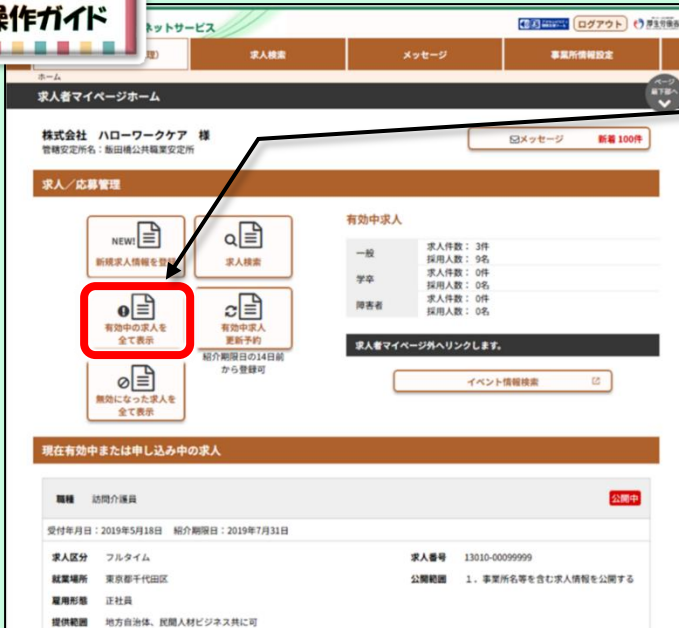 操作ガイド
ネットサービス
ログアウト
求人検索
メッセージ
事業所情報設定
ホーム
求人者マイページホーム
ページ
最下部へ
株式会社 ハローワークケア 様
管轄安定所名：飯田橋公共職業安定所
メッセージ 新着 100件
求人／応募管理
NEW!
新規求人情報を登録
求人検索
有効中の求人を
全て表示
有効中求人
更新予約
紹介期限日の14日前
から登録可
無効になった求人を
全て表示
有効中求人
一般 求人件数： 3件
採用人数： 9名
学卒 求人件数： 0件
採用人数： 0名
障害者 求人件数： 0件
採用人数： 0名
求人者マイページ外へリンクします。
イベント情報検索
現在有効中または申し込み中の求人
職種 訪問介護員 公開中
受付年月日：2019年5月18日 紹介期限日：2019年7月31日
求人区分 フルタイム 求人番号 13010-00099999
就業場所 東京都千代田区 公開範囲 1．事業所名等を含む求人情報を公開する
雇用形態 正社員
提供範囲 地方自治体、民間人材ビジネス共に可